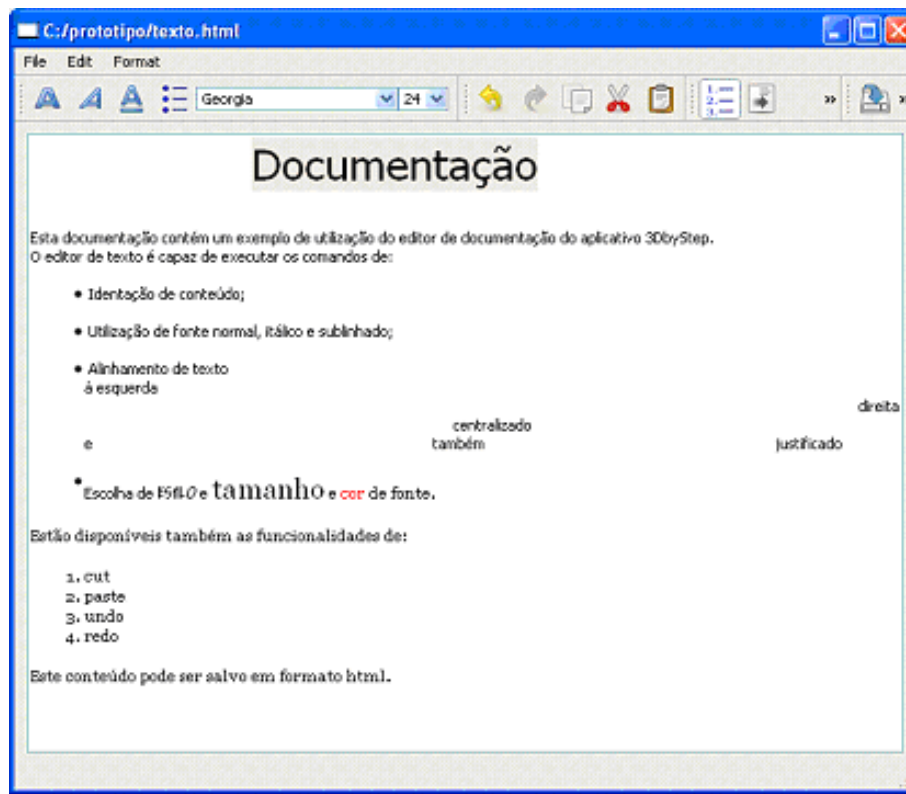 C:/prototipo/texto.html
File Edit Format
Georgia 24
Documentação
Esta documentação contém um exemplo de utilização do editor de documentação do aplicativo 3DbyStep.
O editor de texto é capaz de executar os comandos de:
• Identação de conteúdo;
• Utilização de fonte normal, itálico e sublinhado;
• Alinhamento de texto
á esquerda
direita
centralizado
e também justificado
• Escolha de ESTILO e tamanho e cor de fonte.
Estão disponíveis também as funcionalidades de:
1. cut
2. paste
3. undo
4. redo
Este conteúdo pode ser salvo em formato html.